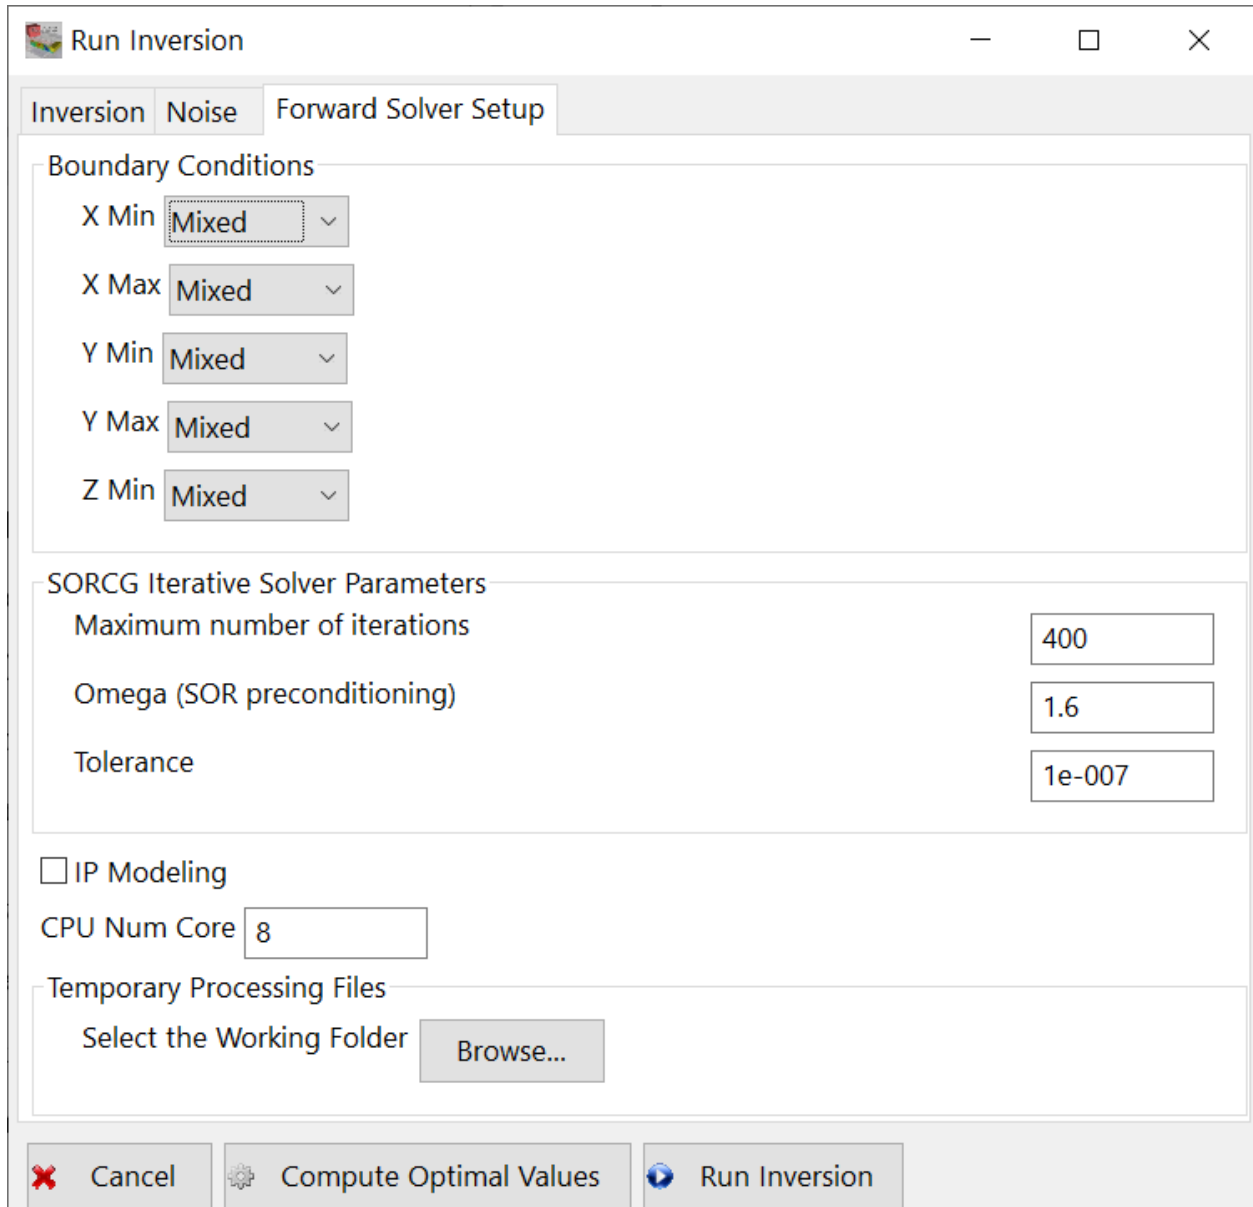 Run Inversion
Inversion Noise Forward Solver Setup
Boundary Conditions
X Min Mixed
X Max Mixed
Y Min Mixed
Y Max Mixed
Z Min Mixed
SORCG Iterative Solver Parameters
Maximum number of iterations 400
Omega (SOR preconditioning) 1.6
Tolerance 1e-007
IP Modeling
CPU Num Core 8
Temporary Processing Files
Select the Working Folder Browse...
Cancel Compute Optimal Values Run Inversion